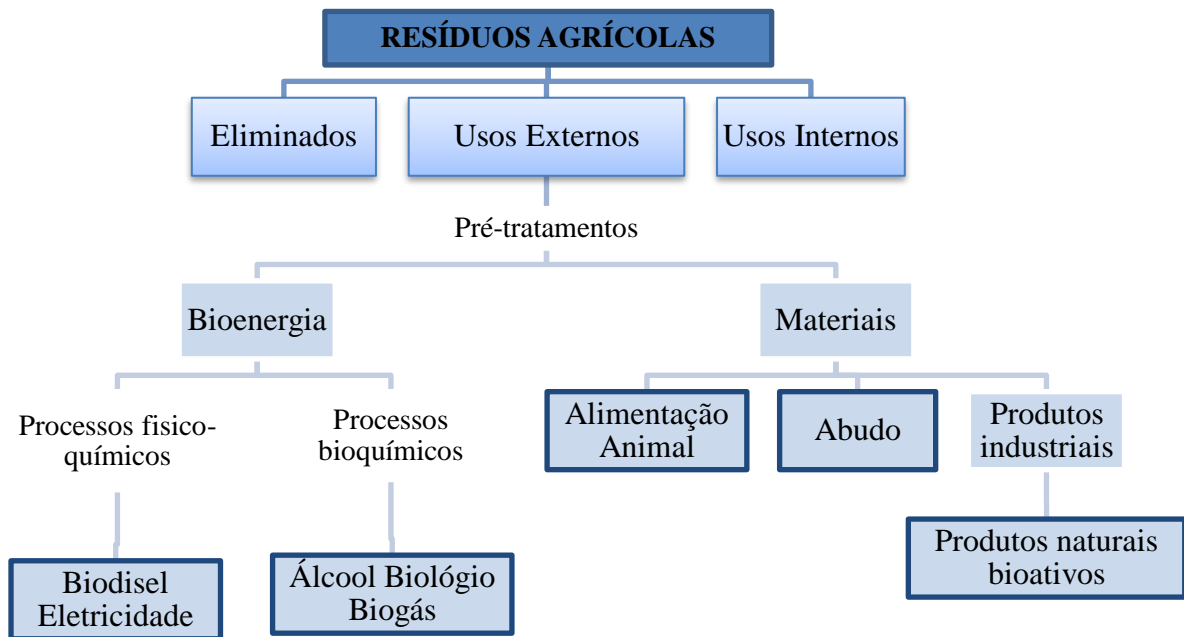 RESÍDUOS AGRÍCOLAS
Eliminados
Usos Externos
Usos Internos
Pré-tratamentos
Bioenergia
Materiais
Processos fisico-
químicos
Processos
bioquímicos
Alimentação
Animal
Abudo
Produtos
industriais
Biodisel
Eletricidade
Álcool Biológio
Biogás
Produtos naturais
bioativos